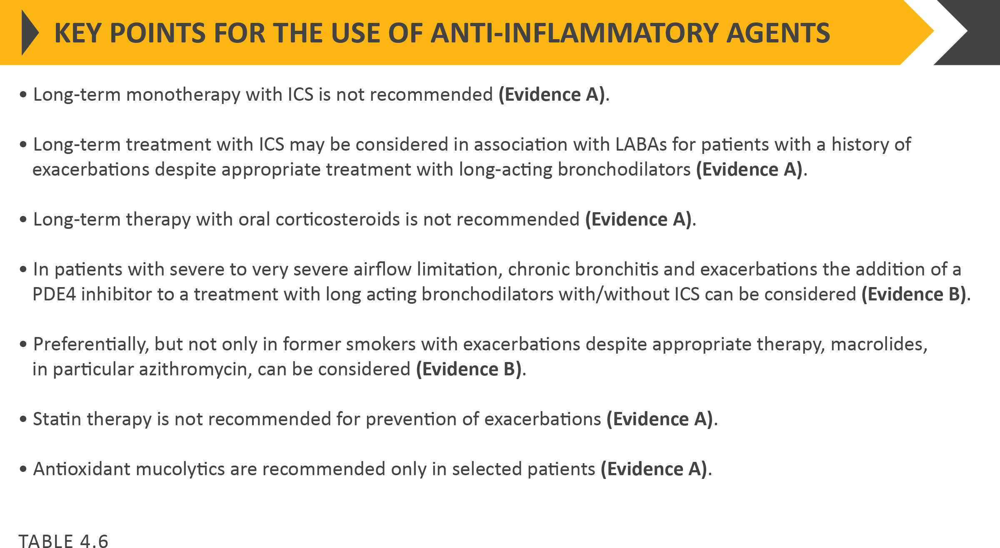 KEY POINTS FOR THE USE OF ANTI-INFLAMMATORY AGENTS
• Long-term monotherapy with ICS is not recommended (Evidence A).
• Long-term treatment with ICS may be considered in association with LABAs for patients with a history of
exacerbations despite appropriate treatment with long-acting bronchodilators (Evidence A).
• Long-term therapy with oral corticosteroids is not recommended (Evidence A).
• In patients with severe to very severe airflow limitation, chronic bronchitis and exacerbations the addition of a
PDE4 inhibitor to a treatment with long acting bronchodilators with/without ICS can be considered (Evidence B).
• Preferentially, but not only in former smokers with exacerbations despite appropriate therapy, macrolides,
in particular azithromycin, can be considered (Evidence B).
• Statin therapy is not recommended for prevention of exacerbations (Evidence A).
• Antioxidant mucolytics are recommended only in selected patients (Evidence A).
TABLE 4.6